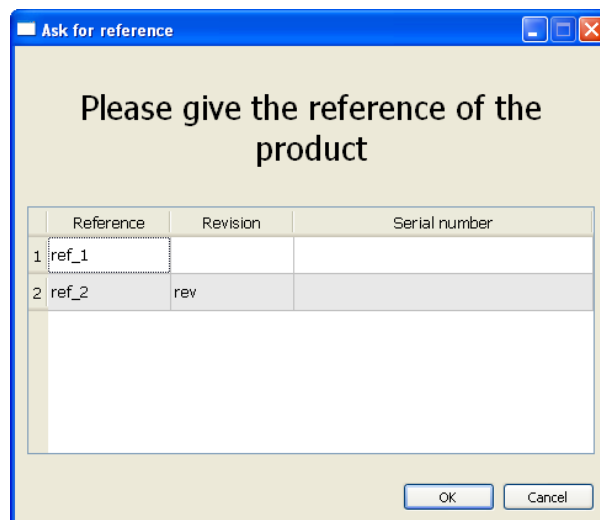 Ask for reference
Please give the reference of the
product
Reference Revision Serial number
1 ref_1
2 ref_2 rev
OK Cancel